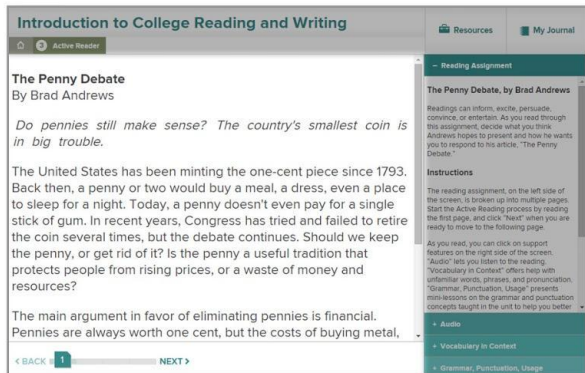 Introduction to College Reading and Writing
Resources
My Journal
3 Active Reader
The Penny Debate
By Brad Andrews
Do pennies still make sense? The country's smallest coin is
in big trouble.
The United States has been minting the one-cent piece since 1793.
Back then, a penny or two would buy a meal, a dress, even a place
to sleep for a night. Today, a penny doesn't even pay for a single
stick of gum. In recent years, Congress has tried and failed to retire
the coin several times, but the debate continues. Should we keep
the penny, or get rid of it? Is the penny a useful tradition that
protects people from rising prices, or a waste of money and
resources?
The main argument in favor of eliminating pennies is financial.
Pennies are always worth one cent, but the costs of buying metal,
< BACK
1
NEXT >
− Reading Assignment
The Penny Debate, by Brad Andrews
Readings can inform, excite, persuade,
convince, or entertain. As you read through
this assignment, decide what you think
Andrews hopes to present and how he wants
you to respond to his article, "The Penny
Debate."
Instructions
The reading assignment, on the left side of
the screen, is broken up into multiple pages.
Start the Active Reading process by reading
the first page, and click "Next" when you are
ready to move to the following page.
As you read, you can click on support
features on the right side of the screen.
"Audio" lets you listen to the reading.
"Vocabulary in Context" offers help with
unfamiliar words, phrases, and pronunciation.
"Grammar, Punctuation, Usage" presents
mini-lessons on the grammar and punctuation
concepts taught in the unit to help you better
+ Audio
+ Vocabulary in Context
+ Grammar, Punctuation, Usage